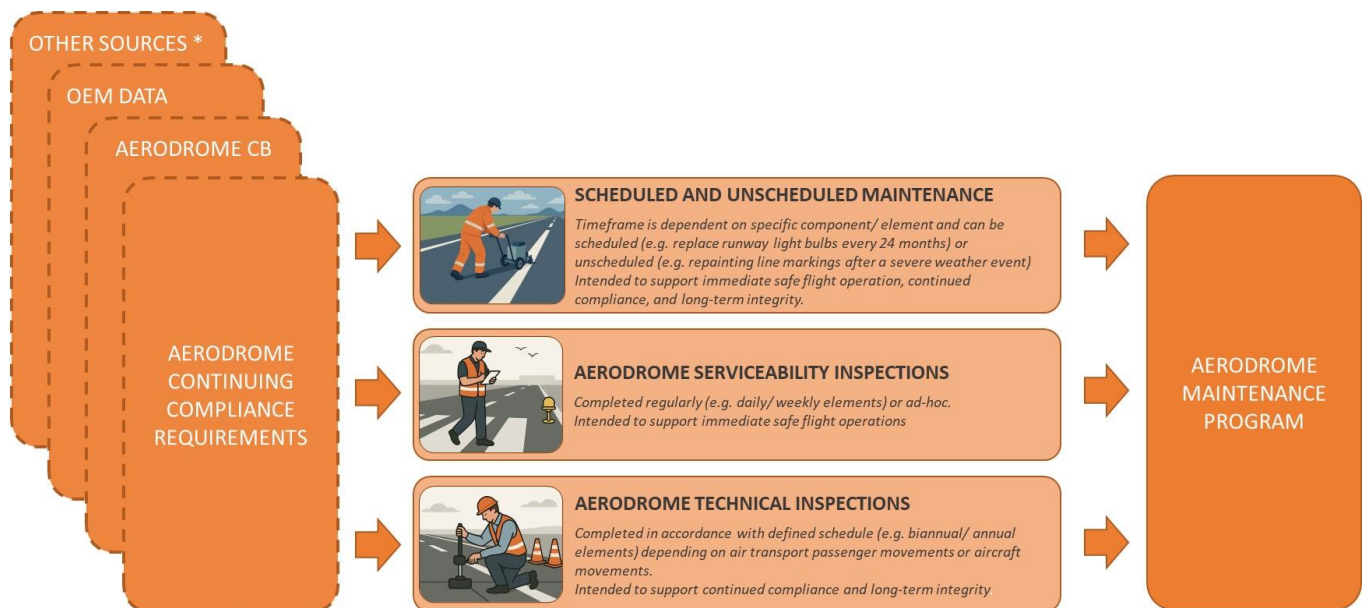 OTHER SOURCES *
OEM DATA
AERODROME CB
AERODROME
CONTINUING
COMPLIANCE
REQUIREMENTS
SCHEDULED AND UNSCHEDULED MAINTENANCE
Timeframe is dependent on specific component/ element and can be
scheduled (e.g. replace runway light bulbs every 24 months) or
unscheduled (e.g. repainting line markings after a severe weather event)
Intended to support immediate safe flight operation, continued
compliance, and long-term integrity.
AERODROME SERVICEABILITY INSPECTIONS
Completed regularly (e.g. daily/ weekly elements) or ad-hoc.
Intended to support immediate safe flight operations
AERODROME TECHNICAL INSPECTIONS
Completed in accordance with defined schedule (e.g. biannual/ annual
elements) depending on air transport passenger movements or aircraft
movements.
Intended to support continued compliance and long-term integrity
AERODROME
MAINTENANCE
PROGRAM